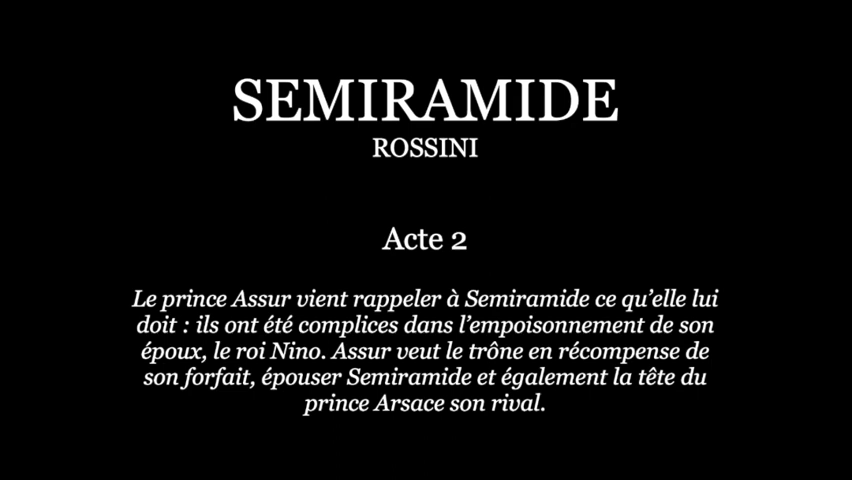 SEMIRAMIDE
ROSSINI
Acte 2
Le prince Assur vient rappeler à Semiramide ce qu’elle lui
doit : ils ont été complices dans l’empoisonnement de son
époux, le roi Nino. Assur veut le trône en récompense de
son forfait, épouser Semiramide et également la tête du
prince Arsace son rival.